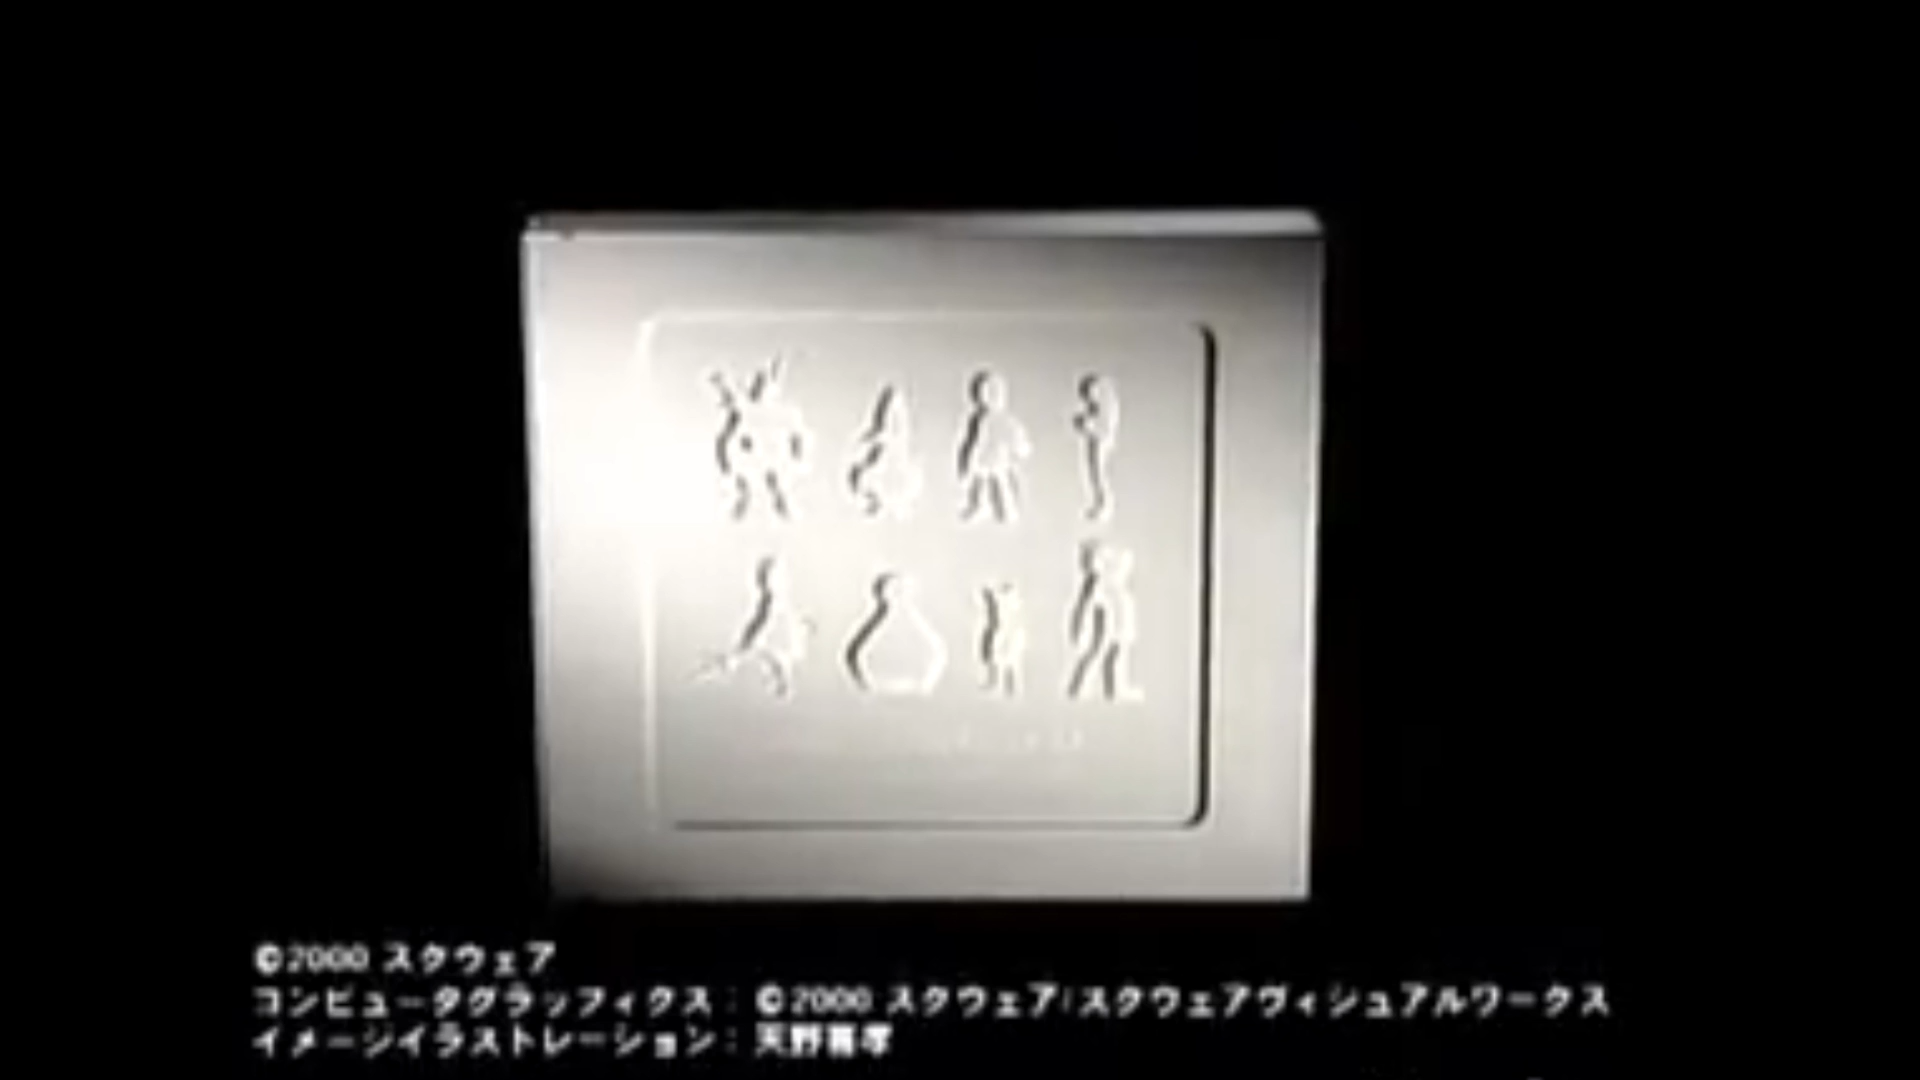 ©2000 スクウェア
コンピュータグラッフィクス：©2000 スクウェア/スクウェアヴィジュアルワークス
イメージイラストレーション：天野喜孝